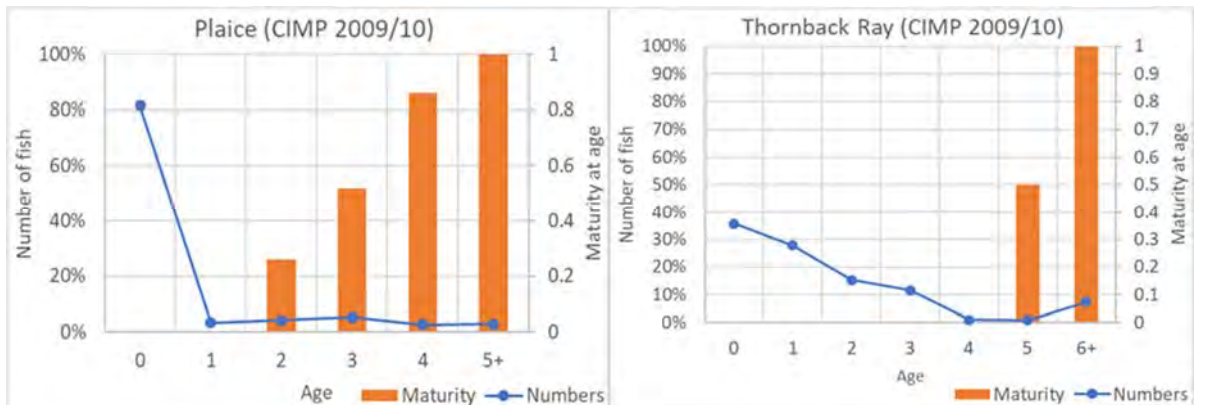 Plaice (CIMP 2009/10)
Number of fish
100%
80%
60%
40%
20%
0%
1
0.8
0.6
0.4
0.2
0
Maturity at age
0 1 2 3 4 5+
Age
Maturity
Numbers
Thornback Ray (CIMP 2009/10)
Number of fish
100%
90%
80%
70%
60%
50%
40%
30%
20%
10%
0%
1
0.9
0.8
0.7
0.6
0.5
0.4
0.3
0.2
0.1
0
Maturity at age
0 1 2 3 4 5 6+
Age
Maturity
Numbers